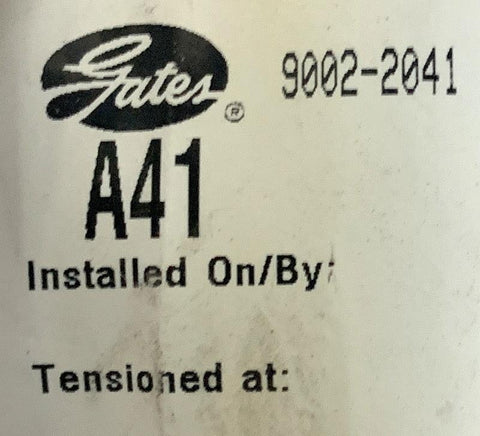 Gates® 9002-2041
A41
Installed On/By:
Tensioned at: